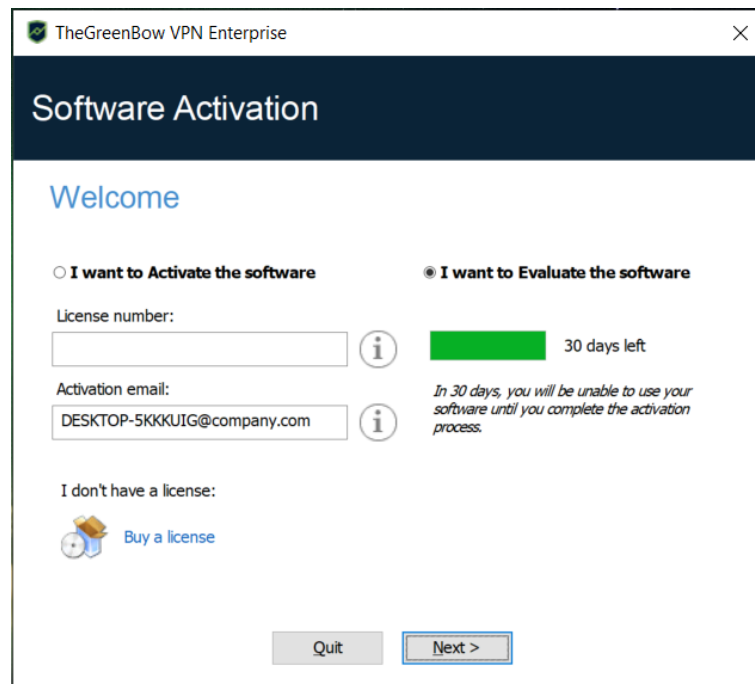 TheGreenBow VPN Enterprise
Software Activation
Welcome
I want to Activate the software
License number:
Activation email:
DESKTOP-5KKKUIG@company.com
I don't have a license:
Buy a license
I want to Evaluate the software
30 days left
In 30 days, you will be unable to use your
software until you complete the activation
process.
Quit
Next >